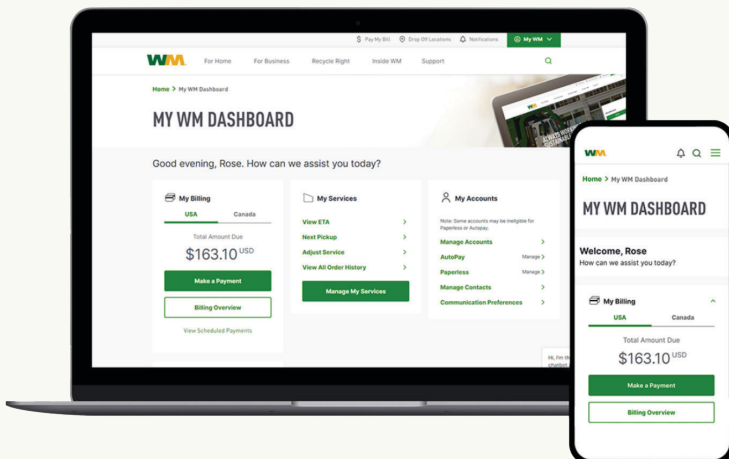 Pay My Bill Drop Off Locations Notifications My WM
WM For Home For Business Recycle Right Inside WM Support
Home > My WM Dashboard
MY WM DASHBOARD
ALWAYS WORKING
SUSTAINABLE
Good evening, Rose. How can we assist you today?
My Billing
USA Canada
Total Amount Due
$163.10 USD
Make a Payment
Billing Overview
View Scheduled Payments
My Services
View ETA >
Next Pickup >
Adjust Service >
View All Order History >
Manage My Services
My Accounts
Note: Some accounts may be ineligible for
Paperless or Autopay.
Manage Accounts >
AutoPay Manage >
Paperless Manage >
Manage Contacts >
Communication Preferences >
Hi, I'm th
chatbot
WM
Home > My WM Dashboard
MY WM DASHBOARD
Welcome, Rose
How can we assist you today?
My Billing
USA Canada
Total Amount Due
$163.10 USD
Make a Payment
Billing Overview